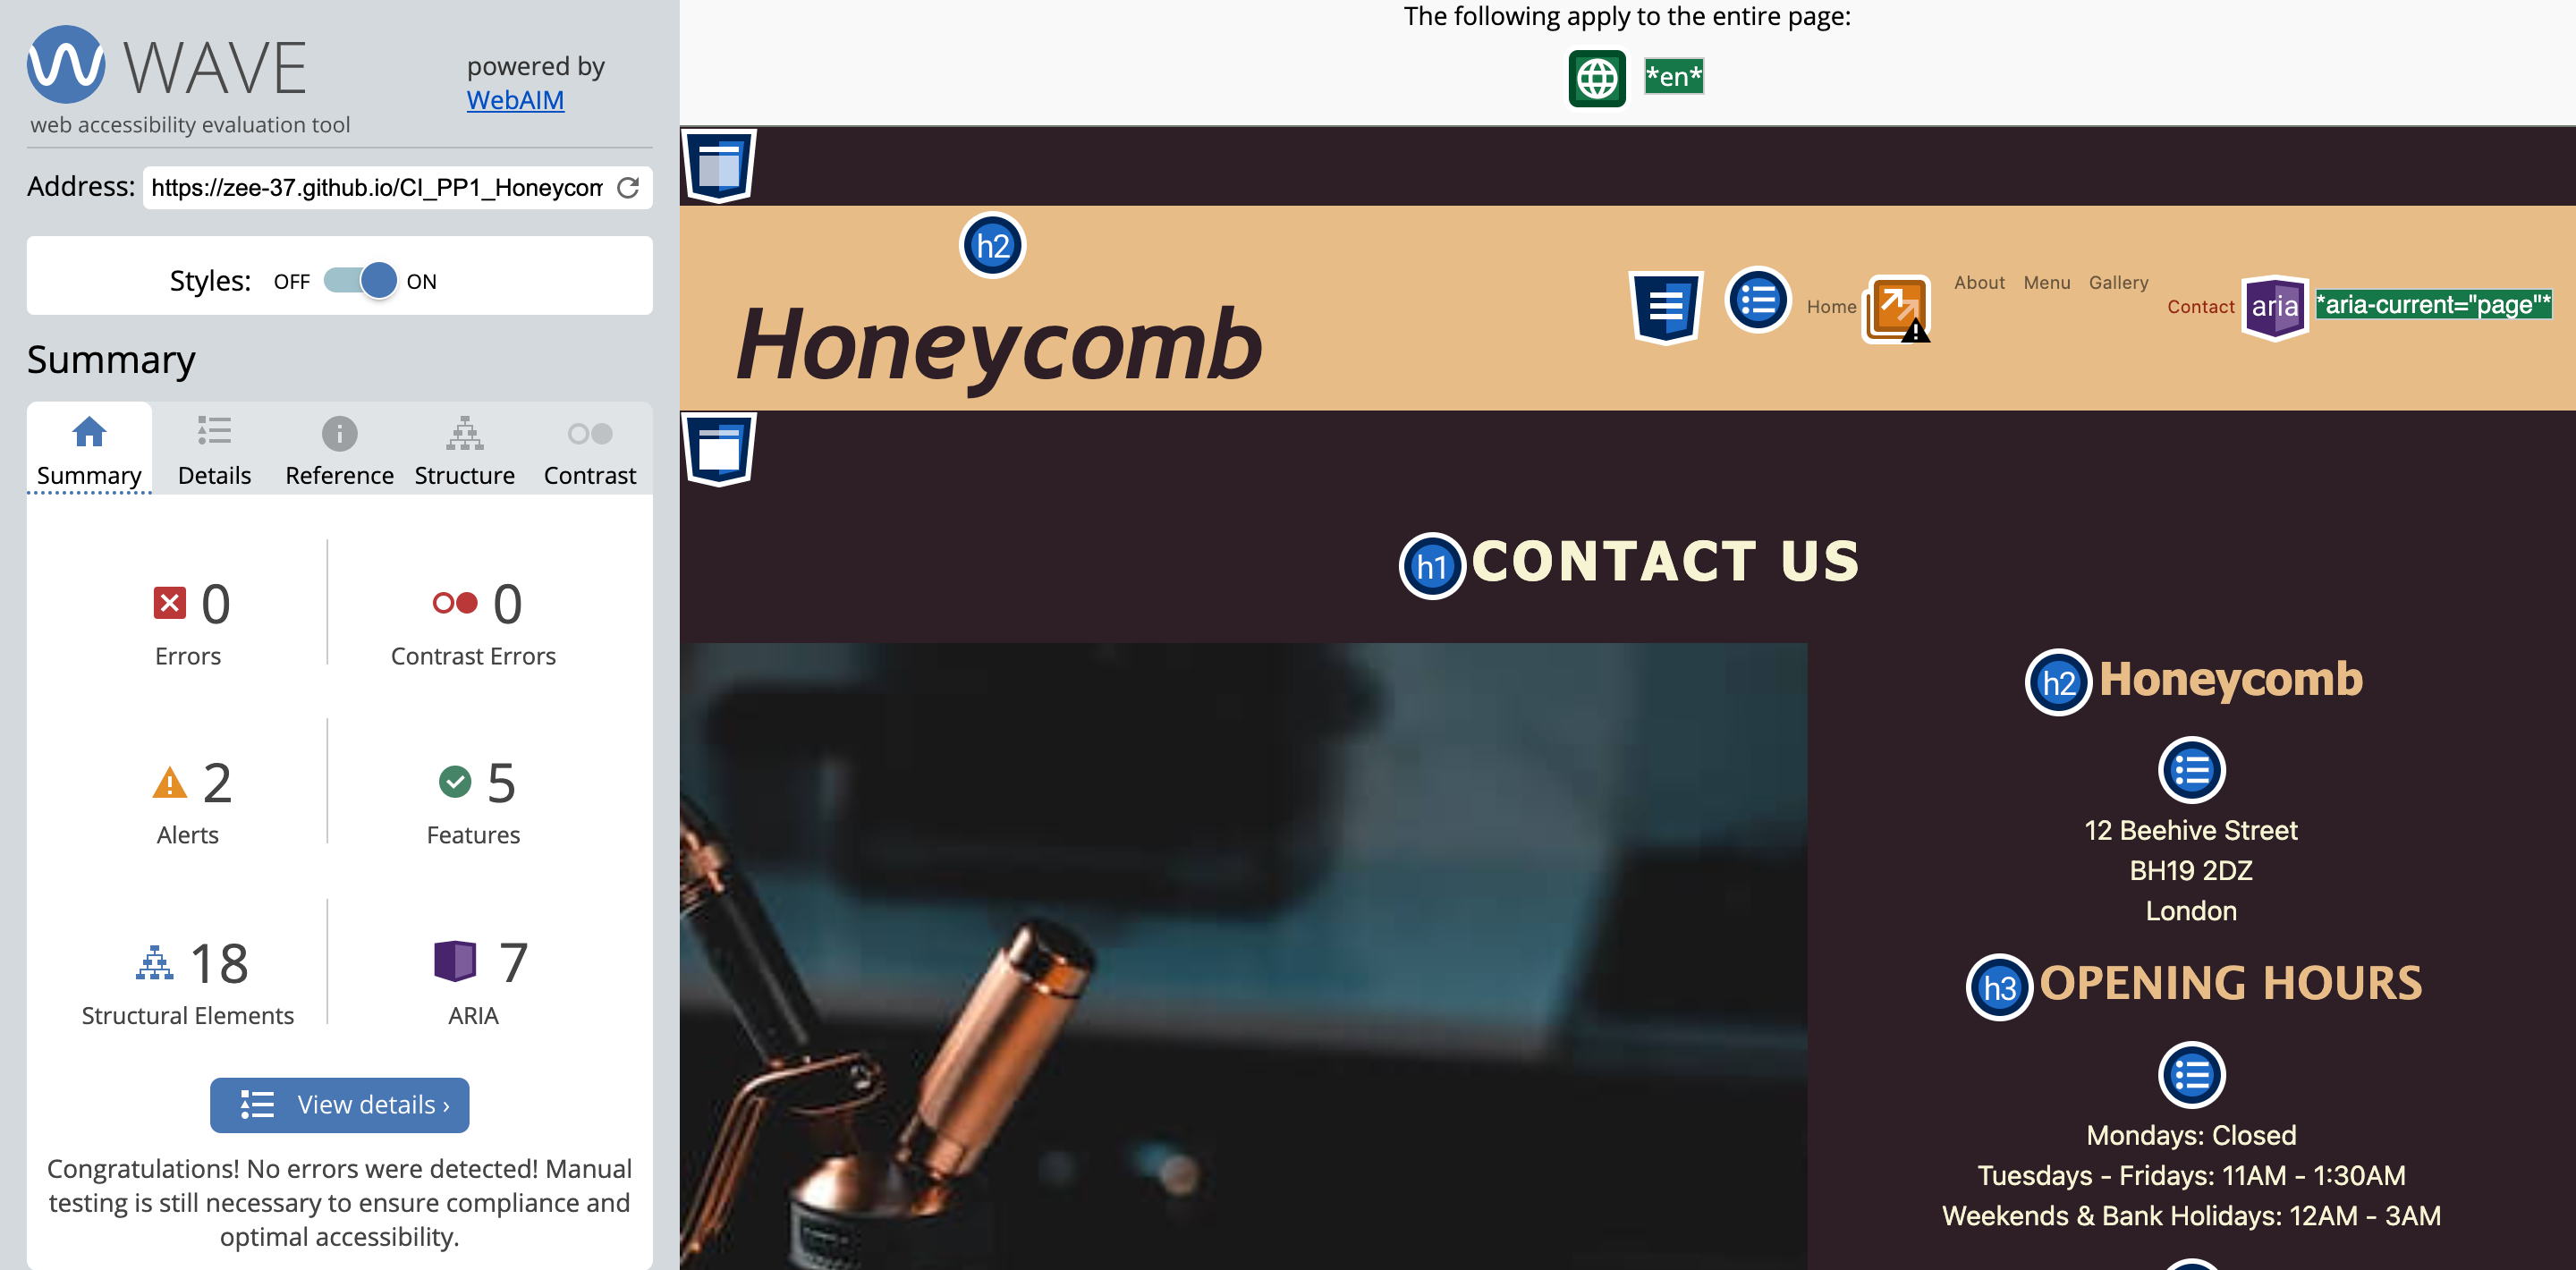 WAVE
web accessibility evaluation tool
powered by
WebAIM
Address: https://zee-37.github.io/CI_PP1_Honeycom
Styles: OFF ON
Summary
Summary Details Reference Structure Contrast
0 0
Errors Contrast Errors
2 5
Alerts Features
18 7
Structural Elements ARIA
View details ›
Congratulations! No errors were detected! Manual
testing is still necessary to ensure compliance and
optimal accessibility.
The following apply to the entire page:
*en*
h2
Honeycomb
Home About Menu Gallery Contact aria *aria-current="page"*
h1 CONTACT US
h2 Honeycomb
12 Beehive Street
BH19 2DZ
London
h3 OPENING HOURS
Mondays: Closed
Tuesdays - Fridays: 11AM - 1:30AM
Weekends & Bank Holidays: 12AM - 3AM